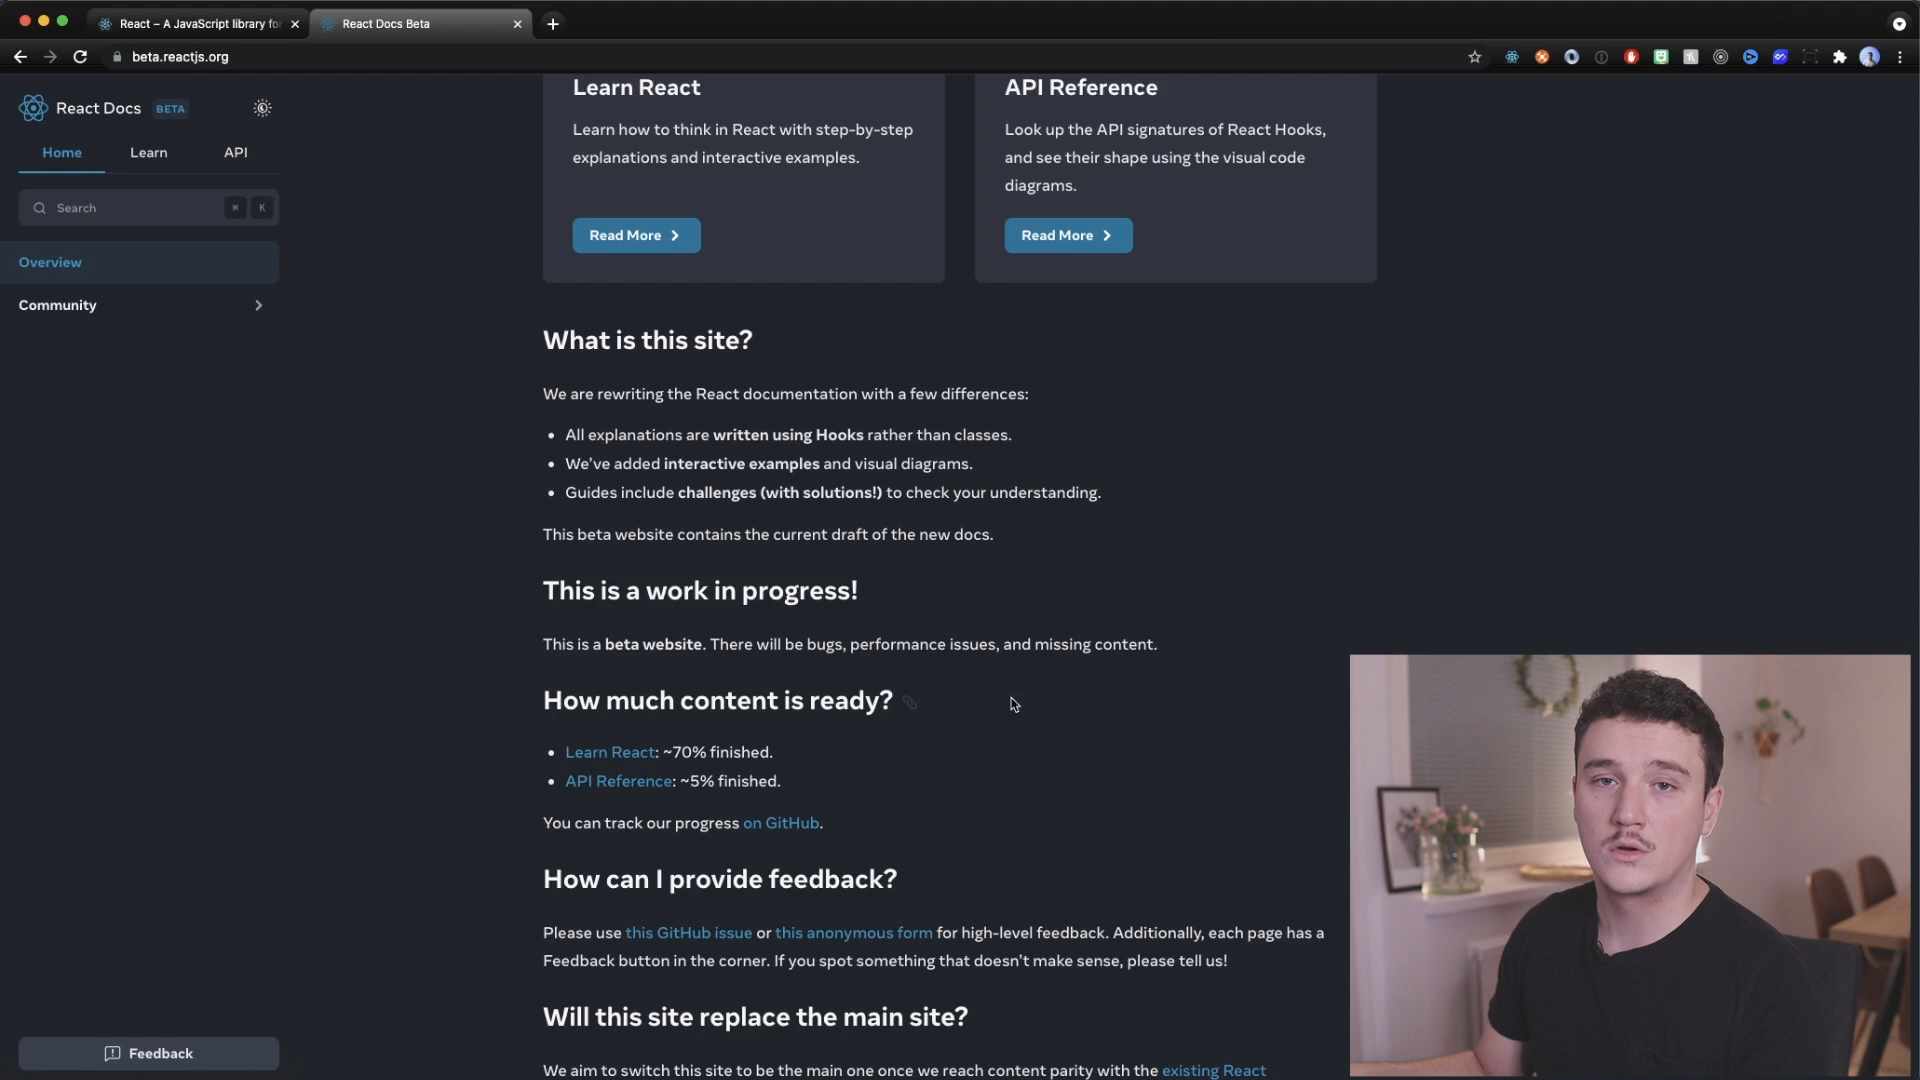 React – A JavaScript library for
React Docs Beta
beta.reactjs.org
React Docs BETA
Home Learn API
Search K
Overview
Community
Feedback
Learn React
Learn how to think in React with step-by-step
explanations and interactive examples.
Read More
API Reference
Look up the API signatures of React Hooks,
and see their shape using the visual code
diagrams.
Read More
What is this site?
We are rewriting the React documentation with a few differences:
• All explanations are written using Hooks rather than classes.
• We’ve added interactive examples and visual diagrams.
• Guides include challenges (with solutions!) to check your understanding.
This beta website contains the current draft of the new docs.
This is a work in progress!
This is a beta website. There will be bugs, performance issues, and missing content.
How much content is ready?
• Learn React: ~70% finished.
• API Reference: ~5% finished.
You can track our progress on GitHub.
How can I provide feedback?
Please use this GitHub issue or this anonymous form for high-level feedback. Additionally, each page has a
Feedback button in the corner. If you spot something that doesn’t make sense, please tell us!
Will this site replace the main site?
We aim to switch this site to be the main one once we reach content parity with the existing React